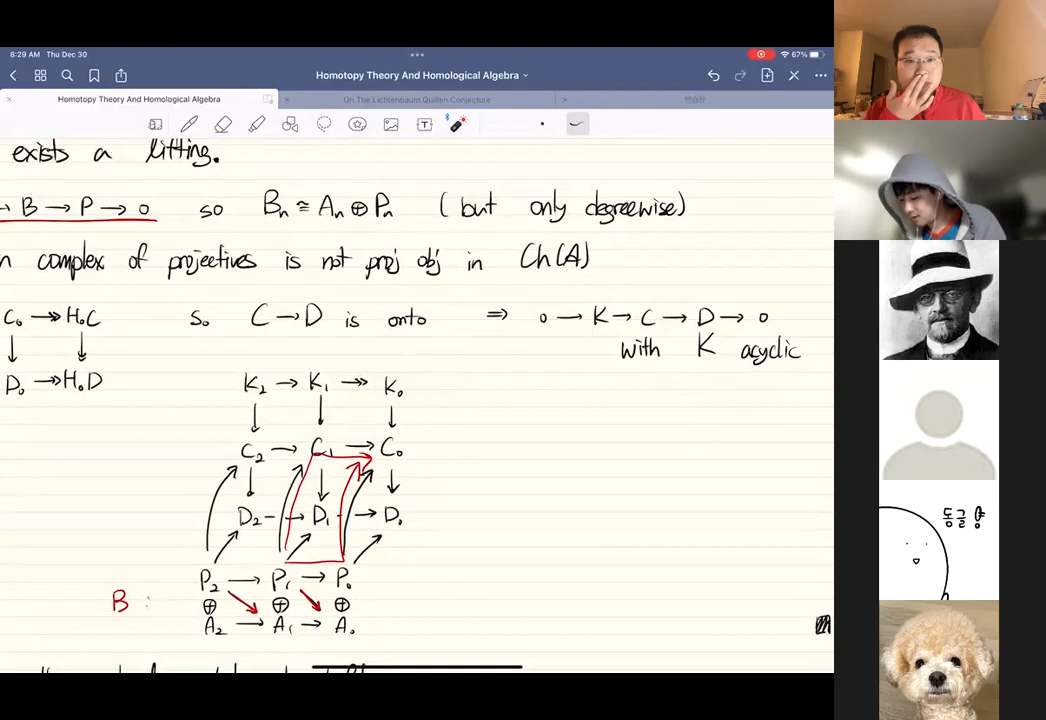 8:29 AM Thu Dec 30
67%
Homotopy Theory And Homological Algebra
Homotopy Theory And Homological Algebra
On The Lichtenbaum Quillen Conjecture
연습장
exists a lifting.
→ B → P → 0 so Bn ≅ An ⊕ Pn (but only degreewise)
n complex of projectives is not proj obj in Ch(A)
C₀ ↠ H₀C so C → D is onto ⇒ 0 → K → C → D → 0
with K acyclic
D₀ ↠ H₀D
K₂ → K₁ ↠ K₀
C₂ → C₁ → C₀
D₂ → D₁ → D₀
P₂ → P₁ → P₀
B : ⊕ ⊕ ⊕
A₂ → A₁ → A₀
동글